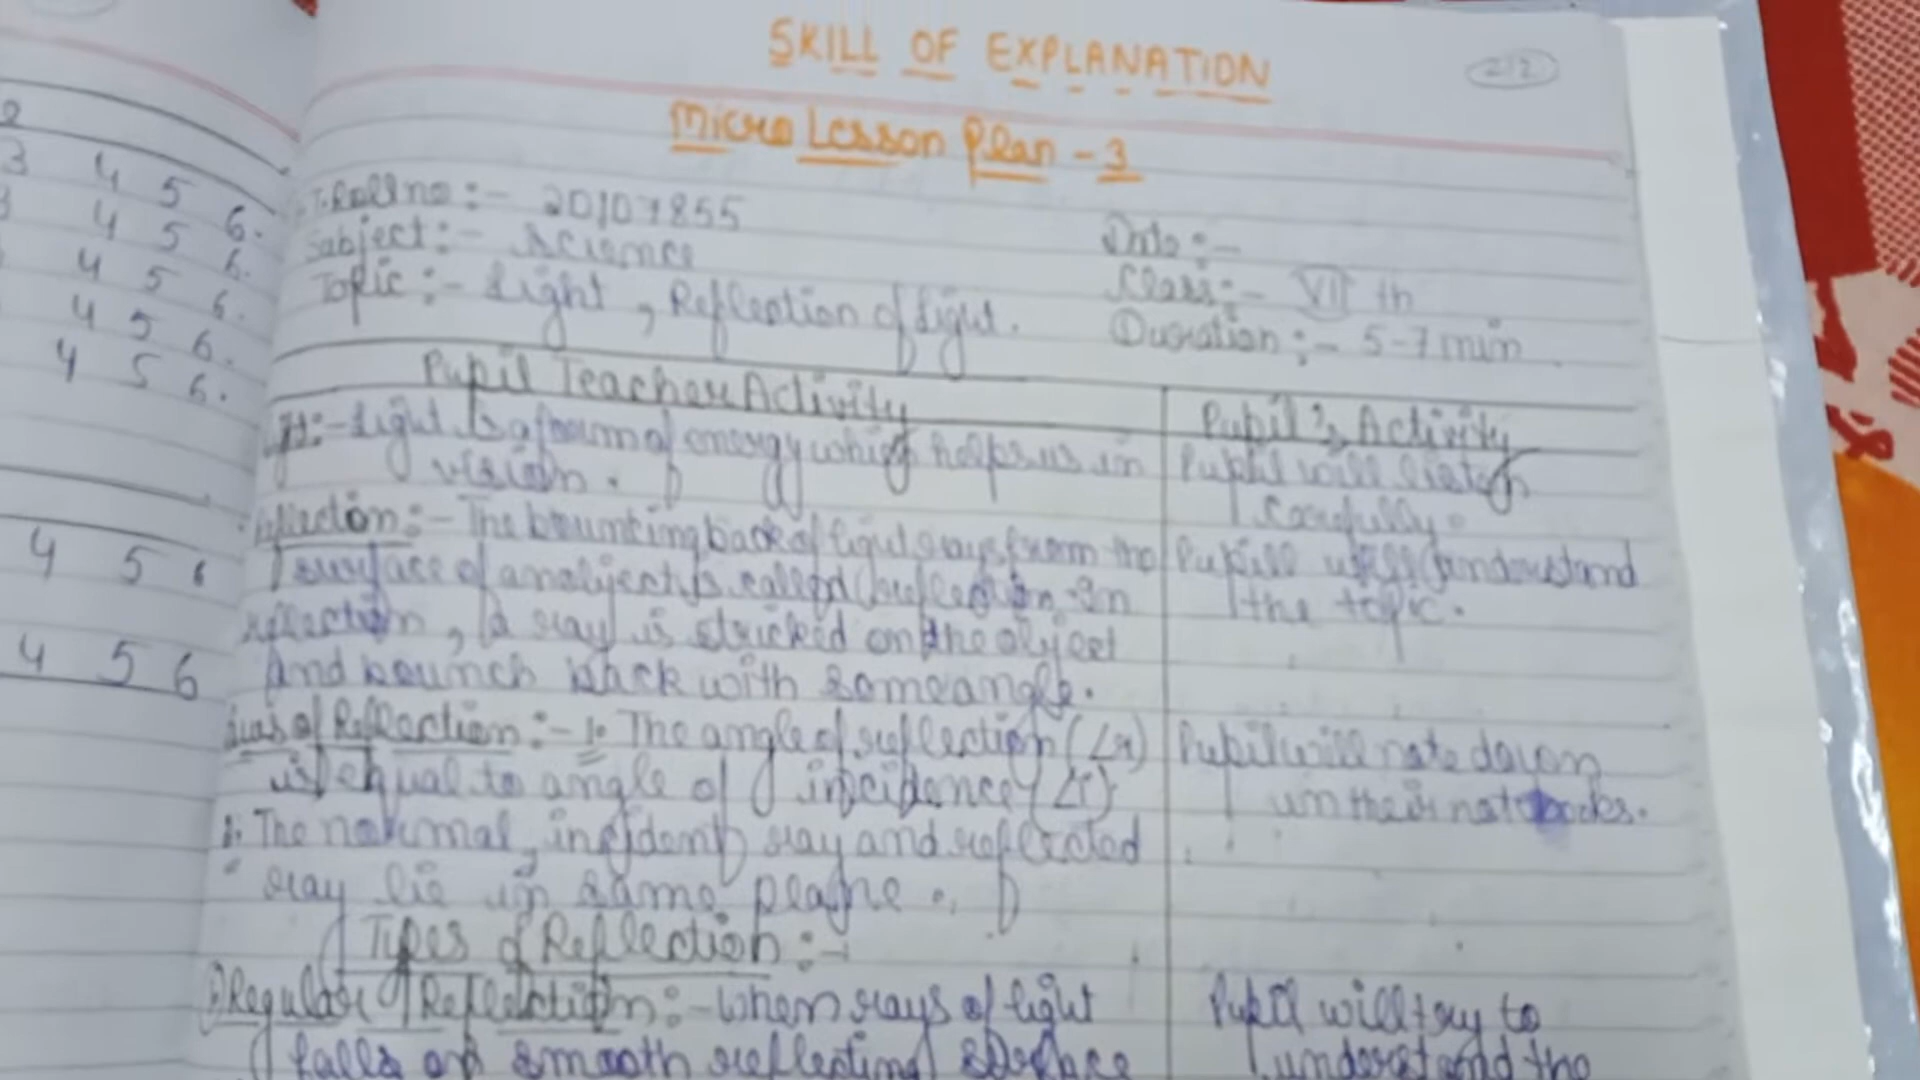 SKILL OF EXPLANATION
212
Micro Lesson Plan - 3
T. Roll no :- 20107855
Date :-
Subject :- Science
Class :- VII th
Topic :- Light , Reflection of Light.
Duration :- 5-7 min
Pupil Teacher Activity
Pupil's Activity
:- Light is a form of energy which helps us in
vision.
Pupil will listen
Carefully.
Reflection :- The bounting back of light rays from the
surface of an object is called reflection. In
reflection, a ray is stricked on the object
and bounch back with same angle.
Pupill will understand
the topic.
Laws of Reflection :- 1. The angle of reflection (∠r)
is equal to angle of incidence (∠i).
2. The normal, incident ray and reflected
ray lie in same plane.
Pupil will note down
in their notebooks.
Types of Reflection :-
Regular Reflection :- When rays of light
falls on smooth reflecting surface
Pupil will try to
understand the
2
3 4 5 6.
3 4 5 6.
4 5 6.
4 5 6.
4 5 6.
4 5 6
4 5 6